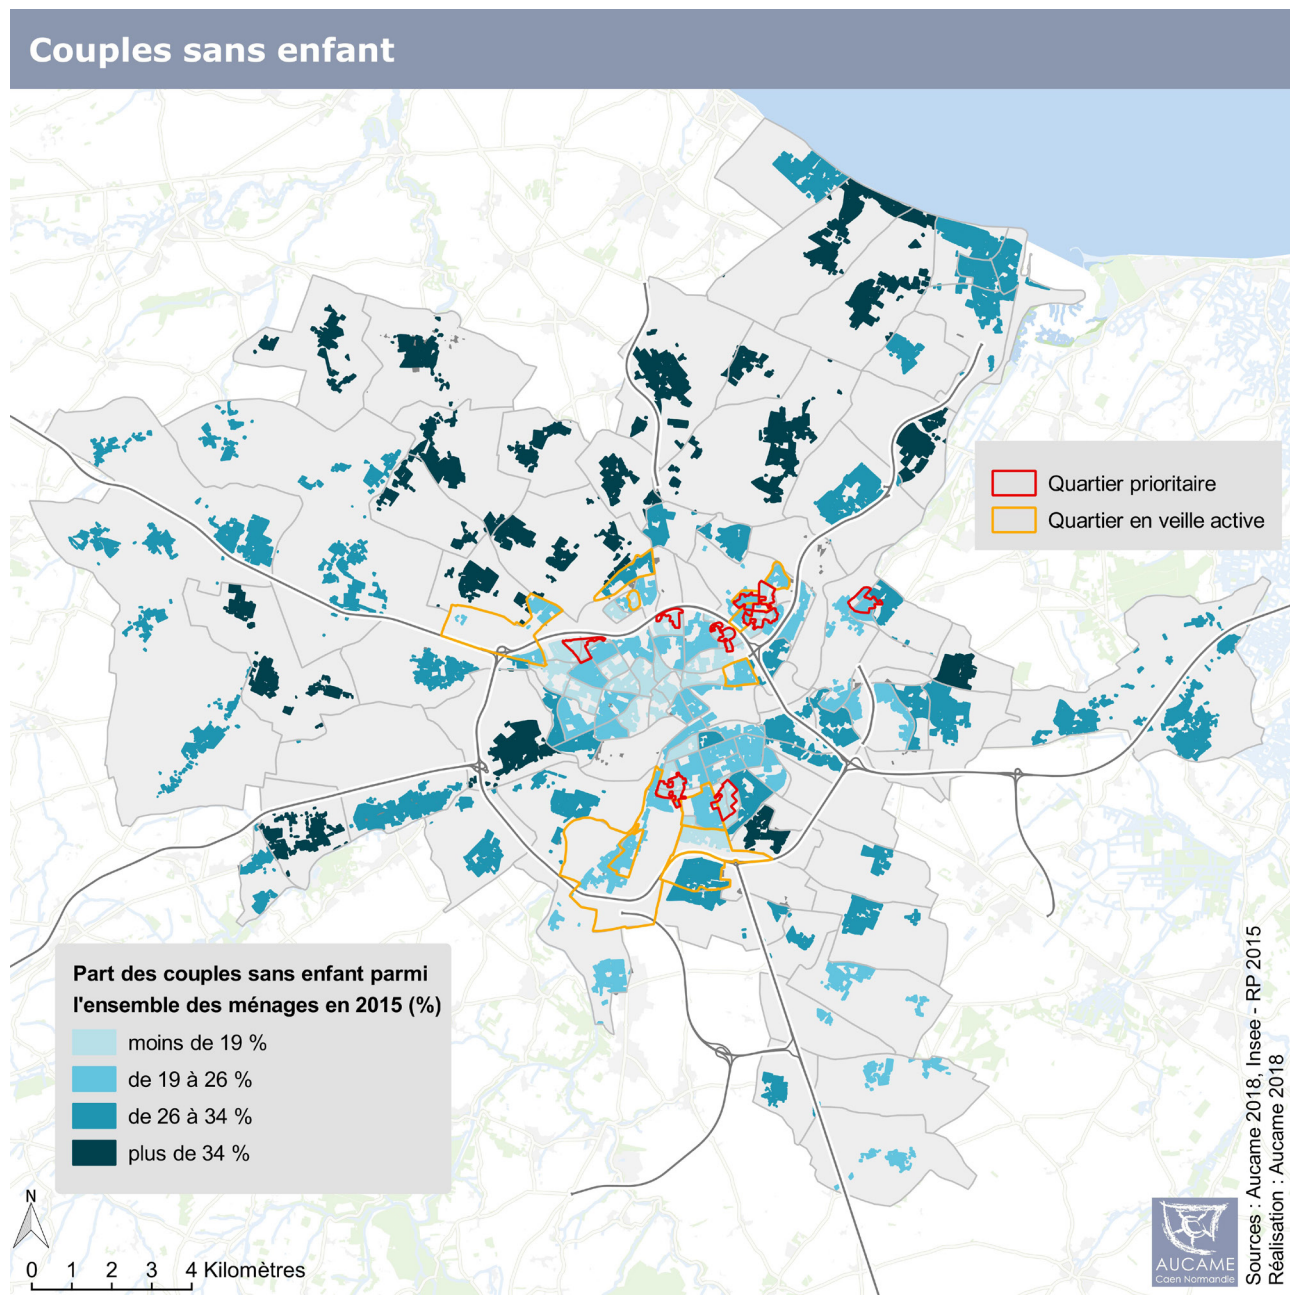 Couples sans enfant
Quartier prioritaire
Quartier en veille active
Part des couples sans enfant parmi
l'ensemble des ménages en 2015 (%)
moins de 19 %
de 19 à 26 %
de 26 à 34 %
plus de 34 %
N
0 1 2 3 4 Kilomètres
AUCAME
Caen Normandie
Sources : Aucame 2018, Insee - RP 2015
Réalisation : Aucame 2018